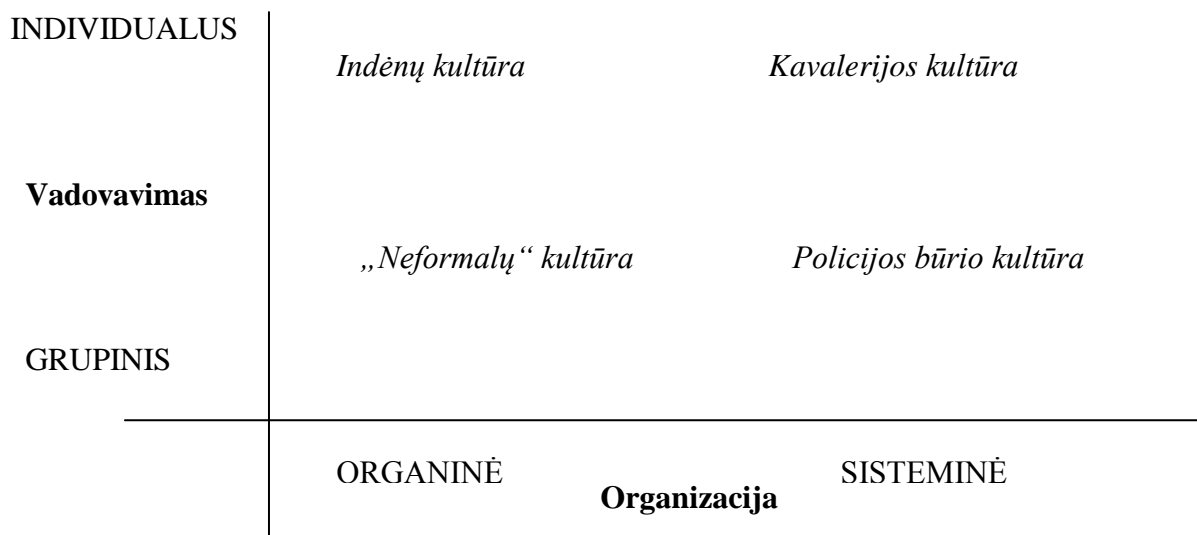 INDIVIDUALUS
Indėnų kultūra Kavalerijos kultūra
Vadovavimas
„Neformalų“ kultūra Policijos būrio kultūra
GRUPINIS
ORGANINĖ SISTEMINĖ
Organizacija